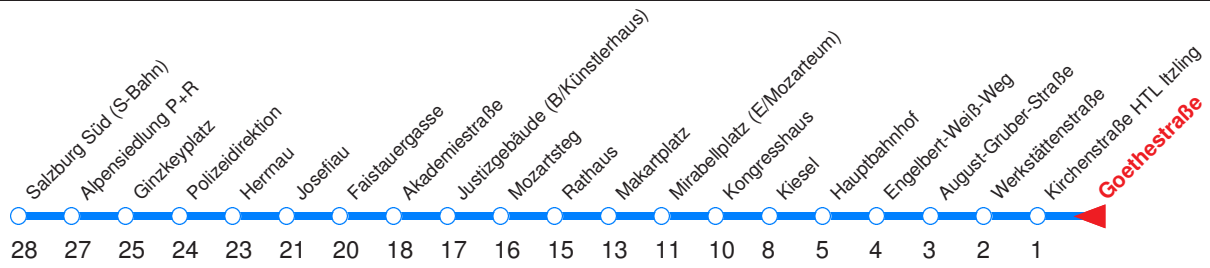 Salzburg Süd (S-Bahn)
Alpensiedlung P+R
Ginzkeyplatz
Polizeidirektion
Herrnau
Josefiau
Faistauergasse
Akademiestraße
Justizgebäude (B/Künstlerhaus)
Mozartsteg
Rathaus
Makartplatz
Mirabellplatz (E/Mozarteum)
Kongresshaus
Kiesel
Hauptbahnhof
Engelbert-Weiß-Weg
August-Gruber-Straße
Werkstättenstraße
Kirchenstraße HTL Itzling
Goethestraße
28 27 25 24 23 21 20 18 17 16 15 13 11 10 8 5 4 3 2 1